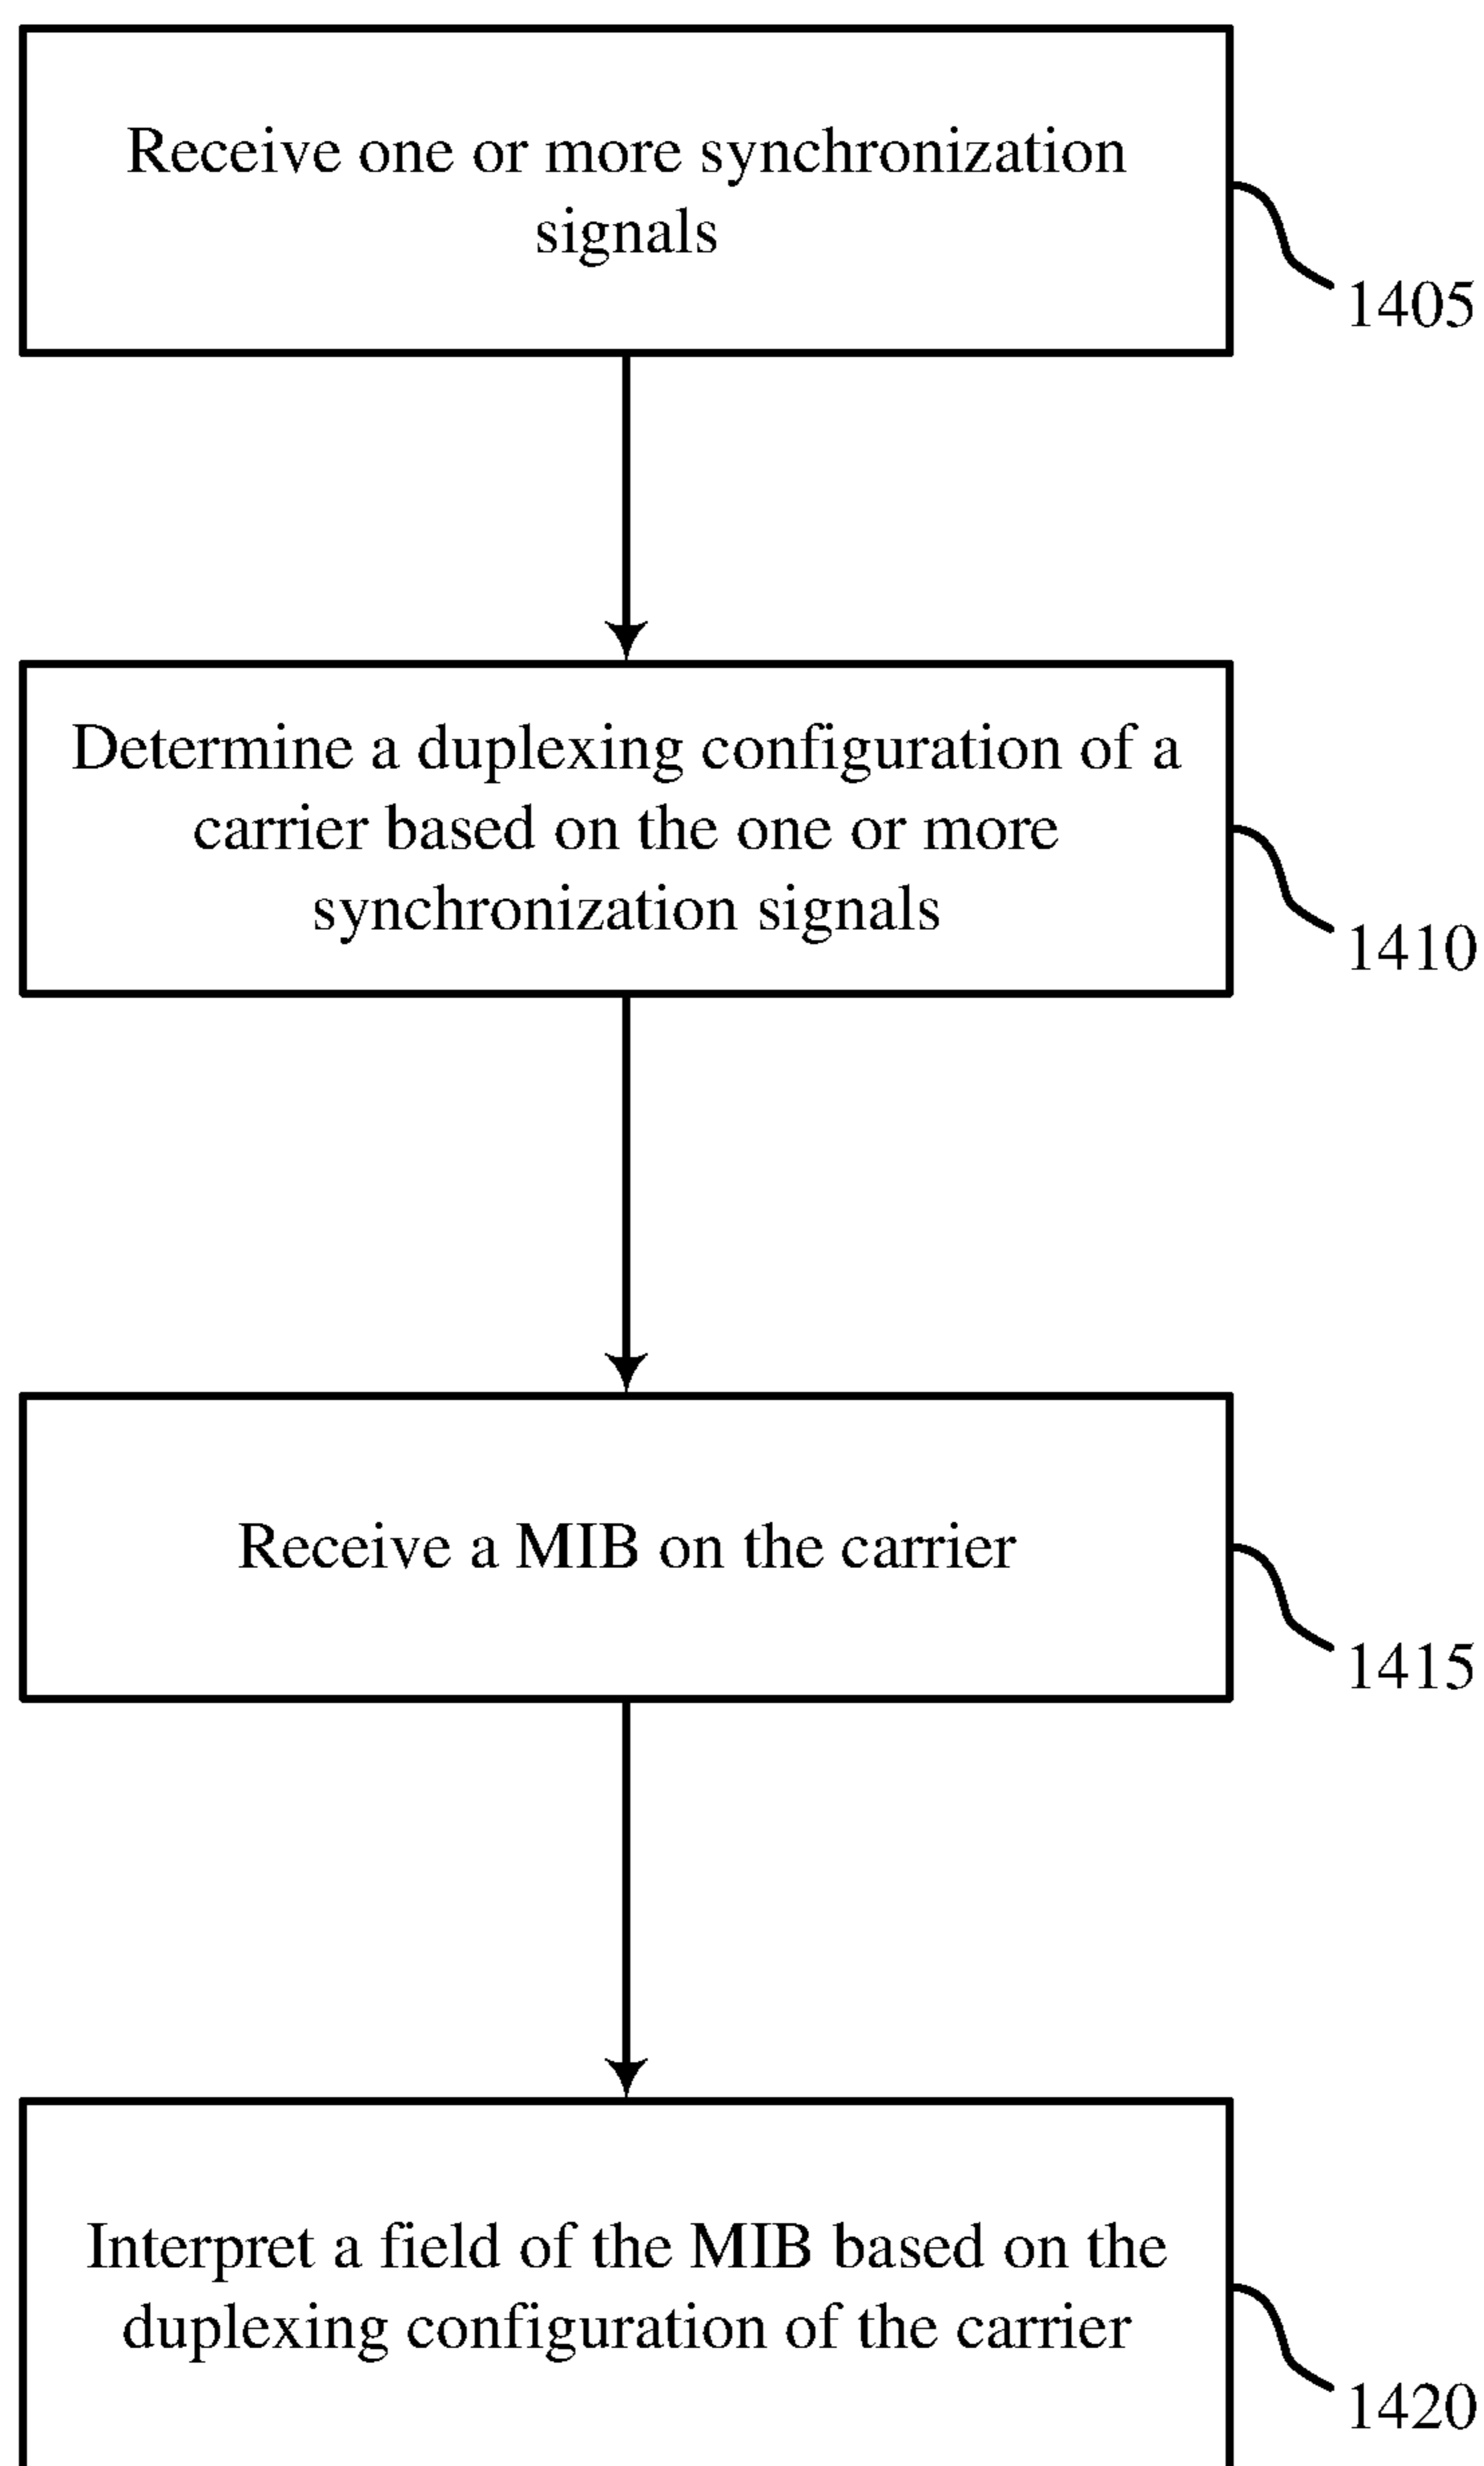 Receive one or more synchronization
signals
1405
Determine a duplexing configuration of a
carrier based on the one or more
synchronization signals
1410
Receive a MIB on the carrier
1415
Interpret a field of the MIB based on the
duplexing configuration of the carrier
1420